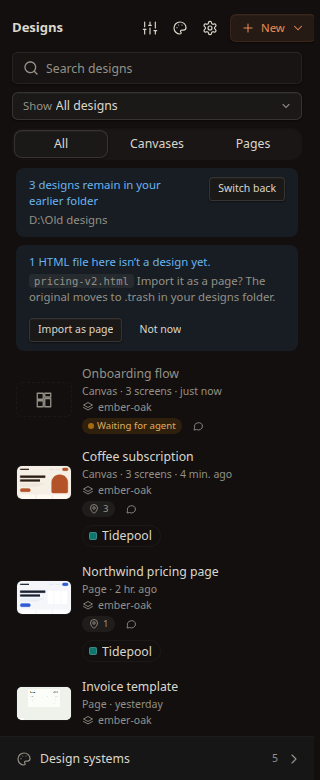 Designs
New
Search designs
Show All designs
All Canvases Pages
3 designs remain in your
earlier folder
D:\Old designs
Switch back
1 HTML file here isn't a design yet.
pricing-v2.html Import it as a page? The
original moves to .trash in your designs folder.
Import as page Not now
Onboarding flow
Canvas · 3 screens · just now
ember-oak
Waiting for agent
Coffee subscription
Canvas · 3 screens · 4 min. ago
ember-oak
3
Tidepool
Northwind pricing page
Page · 2 hr. ago
ember-oak
1
Tidepool
Invoice template
Page · yesterday
ember-oak
Design systems 5